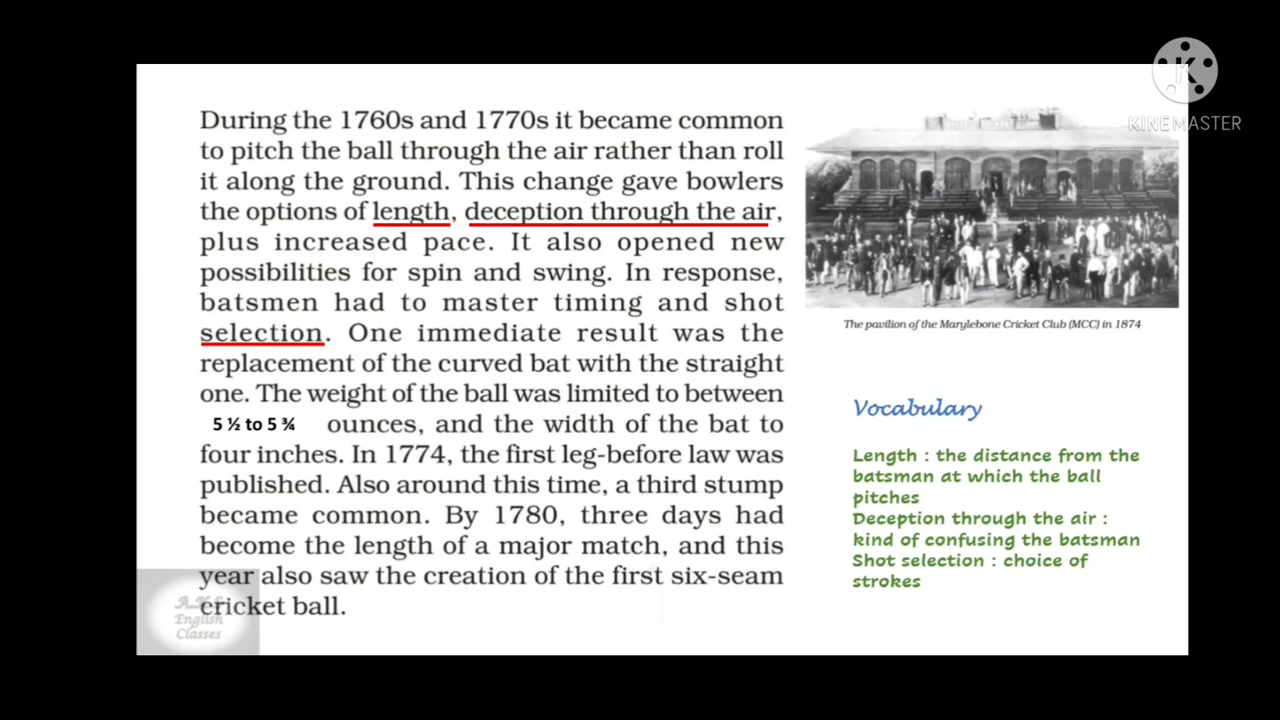 During the 1760s and 1770s it became common
to pitch the ball through the air rather than roll
it along the ground. This change gave bowlers
the options of length, deception through the air,
plus increased pace. It also opened new
possibilities for spin and swing. In response,
batsmen had to master timing and shot
selection. One immediate result was the
replacement of the curved bat with the straight
one. The weight of the ball was limited to between
5 ½ to 5 ¾ ounces, and the width of the bat to
four inches. In 1774, the first leg-before law was
published. Also around this time, a third stump
became common. By 1780, three days had
become the length of a major match, and this
year also saw the creation of the first six-seam
cricket ball.
K
KINEMASTER
The pavilion of the Marylebone Cricket Club (MCC) in 1874
Vocabulary
Length : the distance from the
batsman at which the ball
pitches
Deception through the air :
kind of confusing the batsman
Shot selection : choice of
strokes
English
Classes